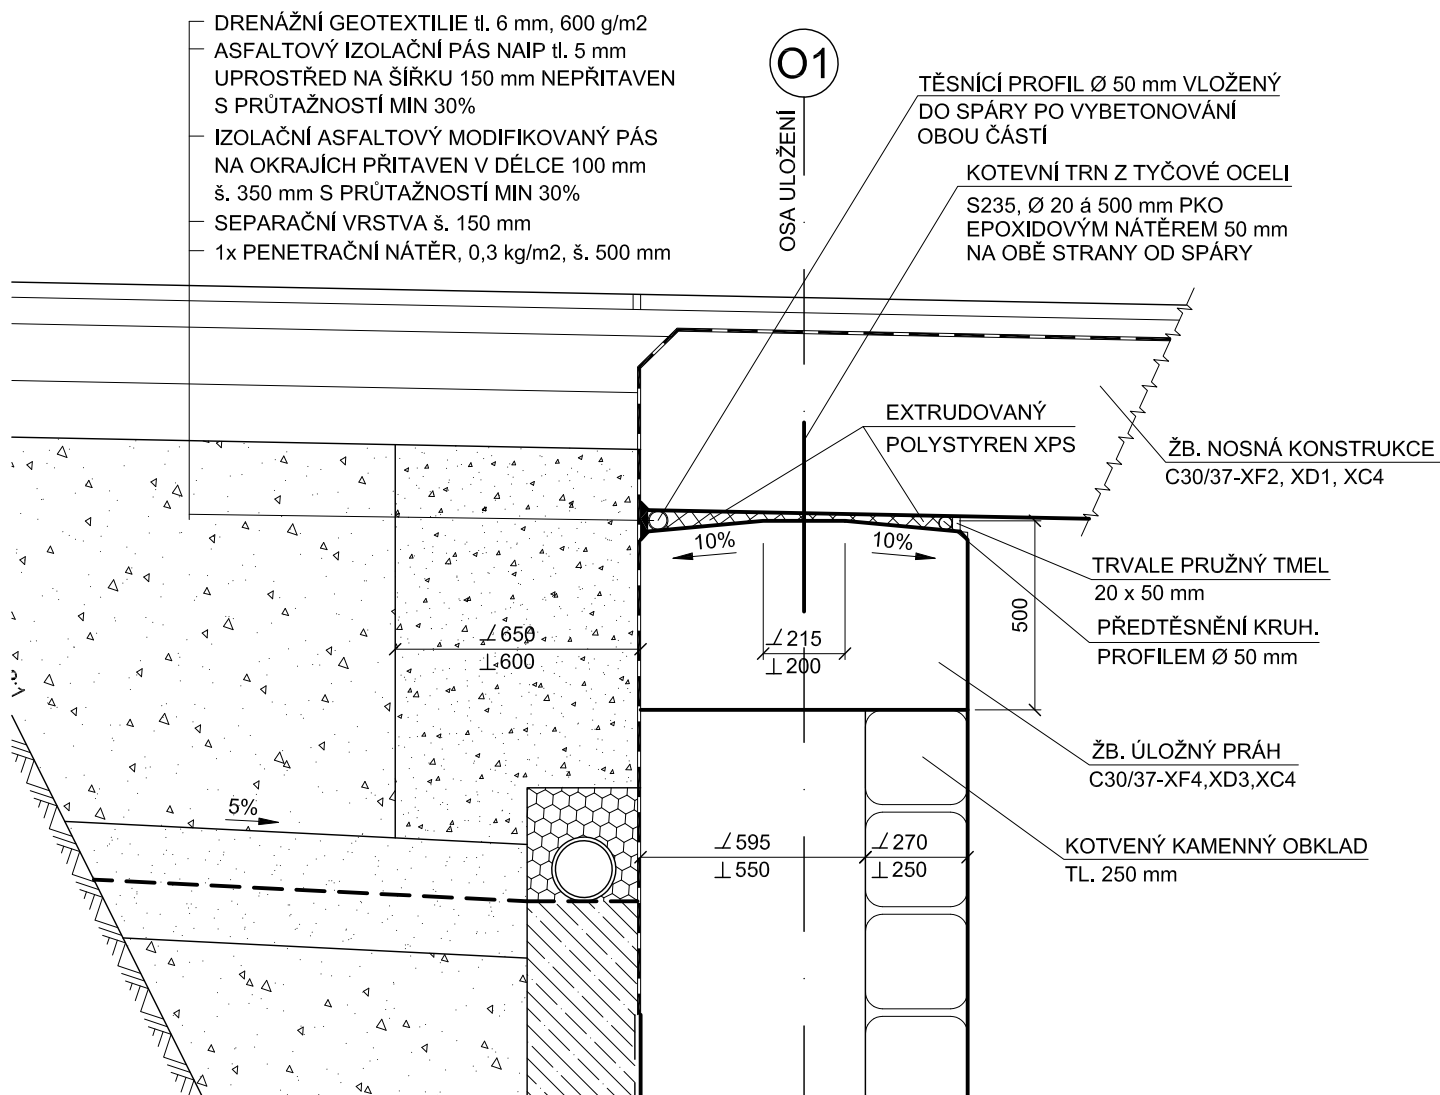 DRENÁŽNÍ GEOTEXTILIE tl. 6 mm, 600 g/m2
ASFALTOVÝ IZOLAČNÍ PÁS NAIP tl. 5 mm
UPROSTŘED NA ŠÍŘKU 150 mm NEPŘITAVEN
S PRŮTAŽNOSTÍ MIN 30%
IZOLAČNÍ ASFALTOVÝ MODIFIKOVANÝ PÁS
NA OKRAJÍCH PŘITAVEN V DÉLCE 100 mm
š. 350 mm S PRŮTAŽNOSTÍ MIN 30%
SEPARAČNÍ VRSTVA š. 150 mm
1x PENETRAČNÍ NÁTĚR, 0,3 kg/m2, š. 500 mm
O1
OSA ULOŽENÍ
TĚSNÍCÍ PROFIL Ø 50 mm VLOŽENÝ
DO SPÁRY PO VYBETONOVÁNÍ
OBOU ČÁSTÍ
KOTEVNÍ TRN Z TYČOVÉ OCELI
S235, Ø 20 á 500 mm PKO
EPOXIDOVÝM NÁTĚREM 50 mm
NA OBĚ STRANY OD SPÁRY
EXTRUDOVANÝ
POLYSTYREN XPS
ŽB. NOSNÁ KONSTRUKCE
C30/37-XF2, XD1, XC4
10%
10%
TRVALE PRUŽNÝ TMEL
20 x 50 mm
500
PŘEDTĚSNĚNÍ KRUH.
PROFILEM Ø 50 mm
∠650
⊥600
∠215
⊥200
ŽB. ÚLOŽNÝ PRÁH
C30/37-XF4,XD3,XC4
5%
∠595
⊥550
∠270
⊥250
KOTVENÝ KAMENNÝ OBKLAD
TL. 250 mm